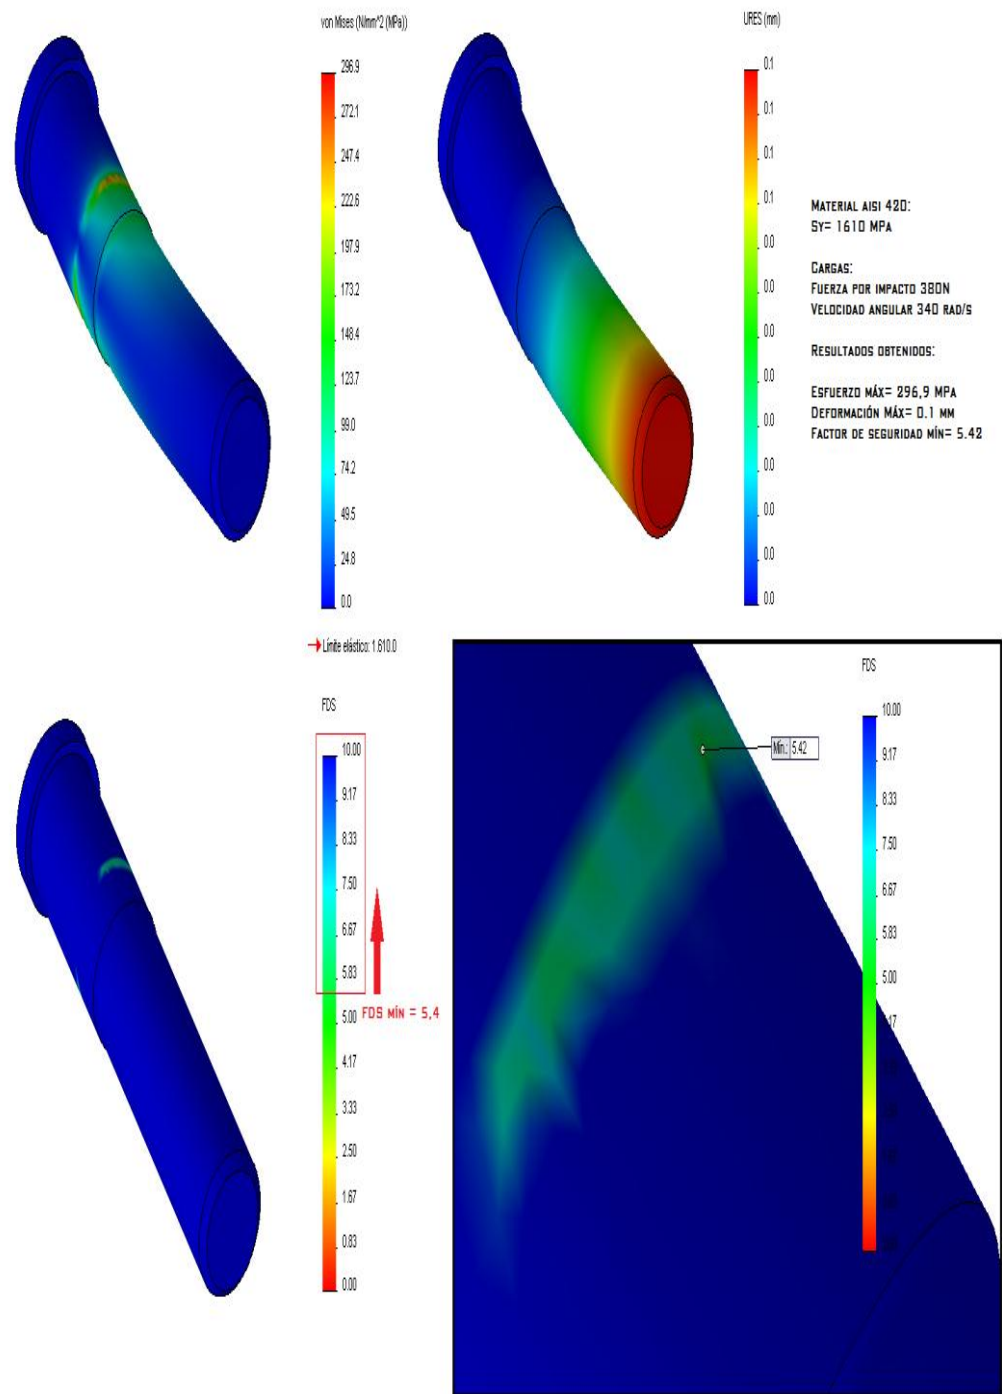 von Mises (N/mm^2 (MPa))
296.9
272.1
247.4
222.6
197.9
173.2
148.4
123.7
99.0
74.2
49.5
24.8
0.0
Límite elástico: 1.610.0
URES (mm)
0.1
0.1
0.1
0.1
0.0
0.0
0.0
0.0
0.0
0.0
0.0
0.0
0.0
MATERIAL AISI 420:
SY= 1610 MPA
CARGAS:
FUERZA POR IMPACTO 380N
VELOCIDAD ANGULAR 340 RAD/S
RESULTADOS OBTENIDOS:
ESFUERZO MÁX= 296,9 MPA
DEFORMACIÓN MÁX= 0.1 MM
FACTOR DE SEGURIDAD MÍN= 5.42
FDS
10.00
9.17
8.33
7.50
6.67
5.83
5.00
4.17
3.33
2.50
1.67
0.83
0.00
FDS MÍN = 5,4
FDS
10.00
9.17
8.33
7.50
6.67
5.83
5.00
Mín.: 5.42